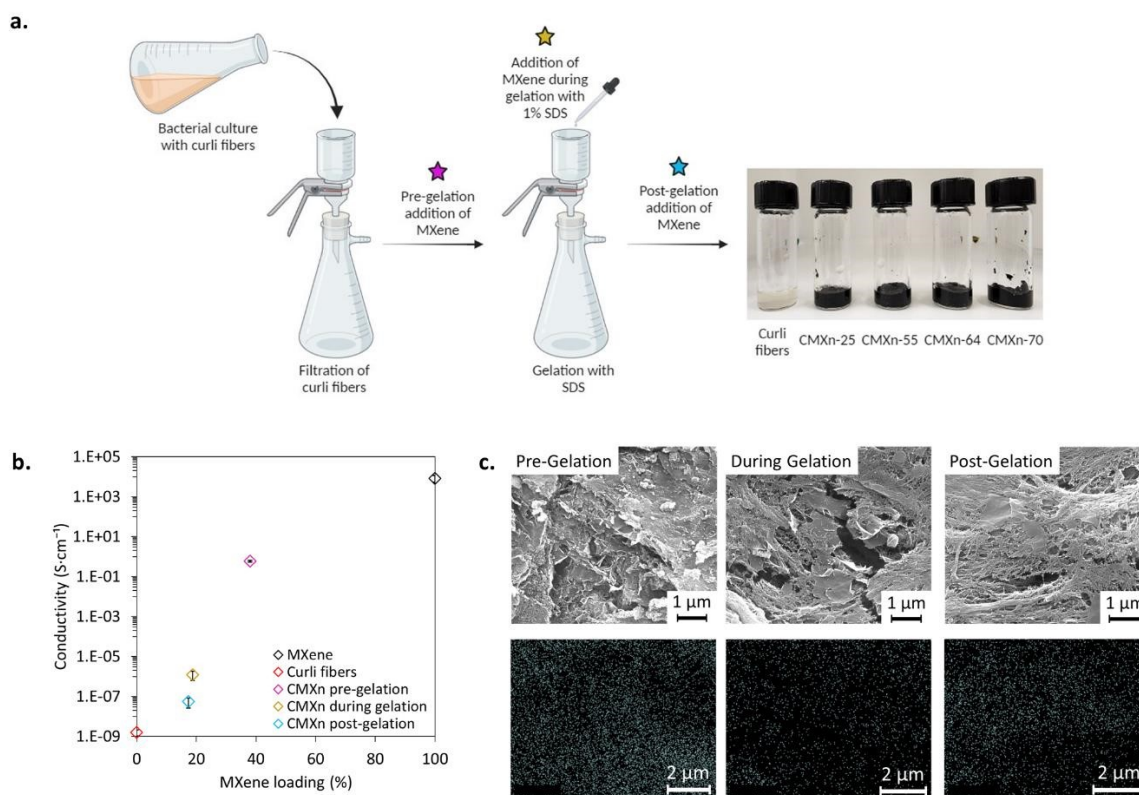 a.
Bacterial culture
with curli fibers
Filtration of
curli fibers
Pre-gelation
addition of
MXene
Addition of
MXene during
gelation with
1% SDS
Gelation with
SDS
Post-gelation
addition of
MXene
Curli
fibers
CMXn-25
CMXn-55
CMXn-64
CMXn-70
b.
Conductivity (S·cm⁻¹)
1.E+05
1.E+03
1.E+01
1.E-01
1.E-03
1.E-05
1.E-07
1.E-09
MXene
Curli fibers
CMXn pre-gelation
CMXn during gelation
CMXn post-gelation
0 20 40 60 80 100
MXene loading (%)
c.
Pre-Gelation
1 µm
During Gelation
1 µm
Post-Gelation
1 µm
2 µm
2 µm
2 µm